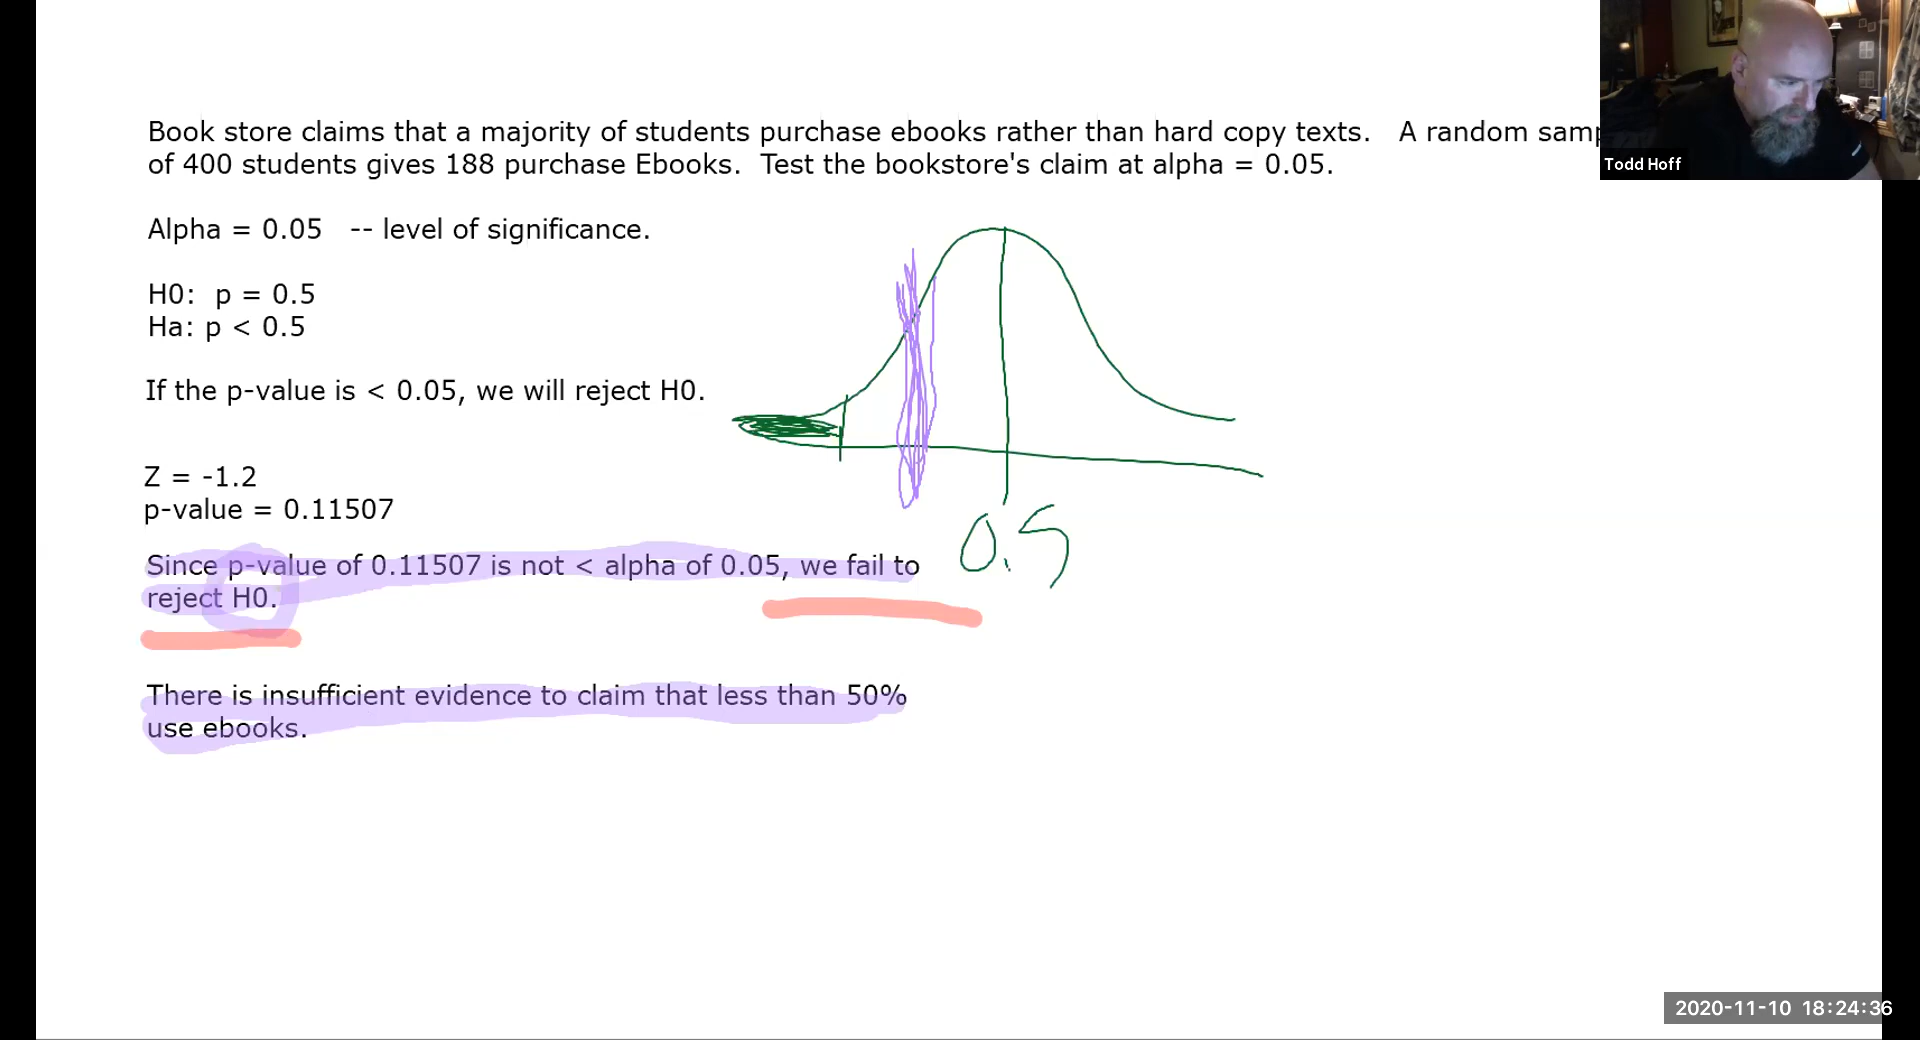 Book store claims that a majority of students purchase ebooks rather than hard copy texts. A random samp
of 400 students gives 188 purchase Ebooks. Test the bookstore's claim at alpha = 0.05.
Todd Hoff
Alpha = 0.05 -- level of significance.
H0: p = 0.5
Ha: p < 0.5
If the p-value is < 0.05, we will reject H0.
Z = -1.2
p-value = 0.11507
0.5
Since p-value of 0.11507 is not < alpha of 0.05, we fail to
reject H0.
There is insufficient evidence to claim that less than 50%
use ebooks.
2020-11-10 18:24:36